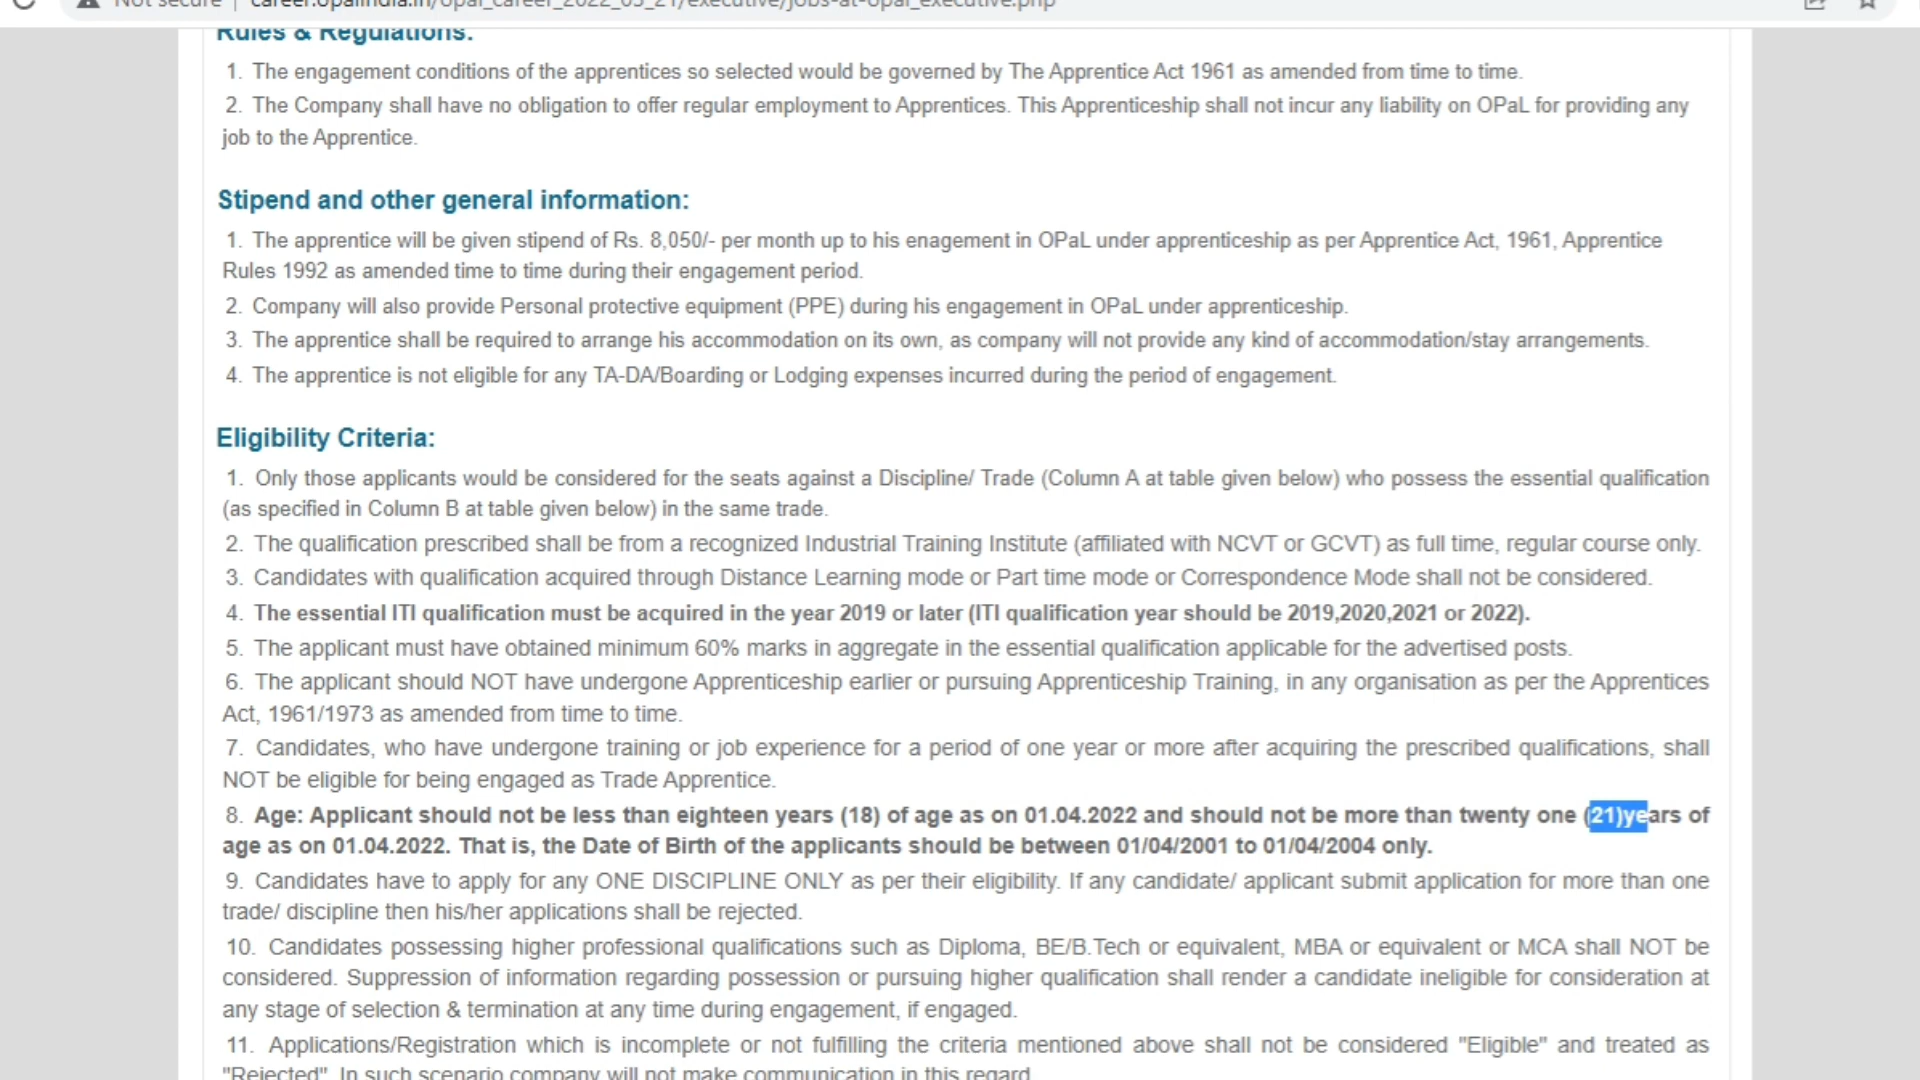 Not secure | career.opalindia.in/opal_career_2022_05_21/executive/jobs-at-opal_executive.php
Rules & Regulations:
1. The engagement conditions of the apprentices so selected would be governed by The Apprentice Act 1961 as amended from time to time.
2. The Company shall have no obligation to offer regular employment to Apprentices. This Apprenticeship shall not incur any liability on OPaL for providing any
job to the Apprentice.
Stipend and other general information:
1. The apprentice will be given stipend of Rs. 8,050/- per month up to his enagement in OPaL under apprenticeship as per Apprentice Act, 1961, Apprentice
Rules 1992 as amended time to time during their engagement period.
2. Company will also provide Personal protective equipment (PPE) during his engagement in OPaL under apprenticeship.
3. The apprentice shall be required to arrange his accommodation on its own, as company will not provide any kind of accommodation/stay arrangements.
4. The apprentice is not eligible for any TA-DA/Boarding or Lodging expenses incurred during the period of engagement.
Eligibility Criteria:
1. Only those applicants would be considered for the seats against a Discipline/ Trade (Column A at table given below) who possess the essential qualification
(as specified in Column B at table given below) in the same trade.
2. The qualification prescribed shall be from a recognized Industrial Training Institute (affiliated with NCVT or GCVT) as full time, regular course only.
3. Candidates with qualification acquired through Distance Learning mode or Part time mode or Correspondence Mode shall not be considered.
4. The essential ITI qualification must be acquired in the year 2019 or later (ITI qualification year should be 2019,2020,2021 or 2022).
5. The applicant must have obtained minimum 60% marks in aggregate in the essential qualification applicable for the advertised posts.
6. The applicant should NOT have undergone Apprenticeship earlier or pursuing Apprenticeship Training, in any organisation as per the Apprentices
Act, 1961/1973 as amended from time to time.
7. Candidates, who have undergone training or job experience for a period of one year or more after acquiring the prescribed qualifications, shall
NOT be eligible for being engaged as Trade Apprentice.
8. Age: Applicant should not be less than eighteen years (18) of age as on 01.04.2022 and should not be more than twenty one (21)years of
age as on 01.04.2022. That is, the Date of Birth of the applicants should be between 01/04/2001 to 01/04/2004 only.
9. Candidates have to apply for any ONE DISCIPLINE ONLY as per their eligibility. If any candidate/ applicant submit application for more than one
trade/ discipline then his/her applications shall be rejected.
10. Candidates possessing higher professional qualifications such as Diploma, BE/B.Tech or equivalent, MBA or equivalent or MCA shall NOT be
considered. Suppression of information regarding possession or pursuing higher qualification shall render a candidate ineligible for consideration at
any stage of selection & termination at any time during engagement, if engaged.
11. Applications/Registration which is incomplete or not fulfilling the criteria mentioned above shall not be considered "Eligible" and treated as
"Rejected". In such scenario company will not make communication in this regard.